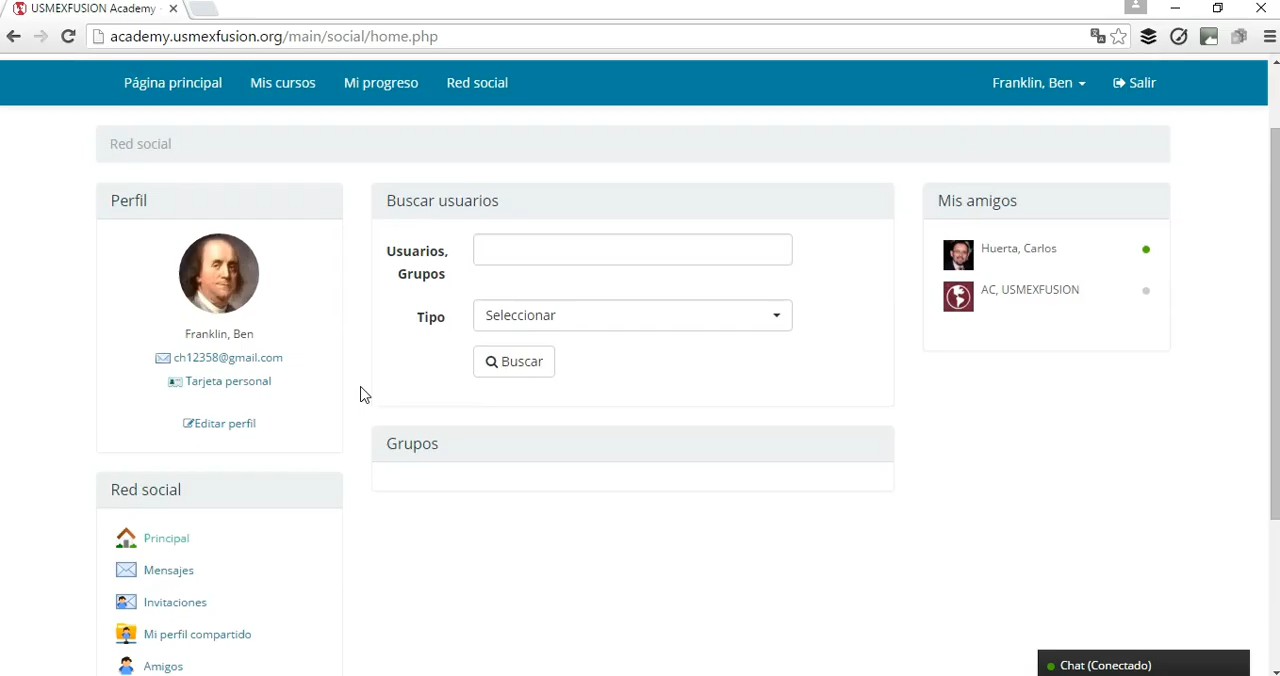 USMEXFUSION Academy
academy.usmexfusion.org/main/social/home.php
Página principal
Mis cursos
Mi progreso
Red social
Franklin, Ben
Salir
Red social
Perfil
Franklin, Ben
ch12358@gmail.com
Tarjeta personal
Editar perfil
Red social
Principal
Mensajes
Invitaciones
Mi perfil compartido
Amigos
Buscar usuarios
Usuarios,
Grupos
Tipo
Seleccionar
Buscar
Grupos
Mis amigos
Huerta, Carlos
AC, USMEXFUSION
Chat (Conectado)